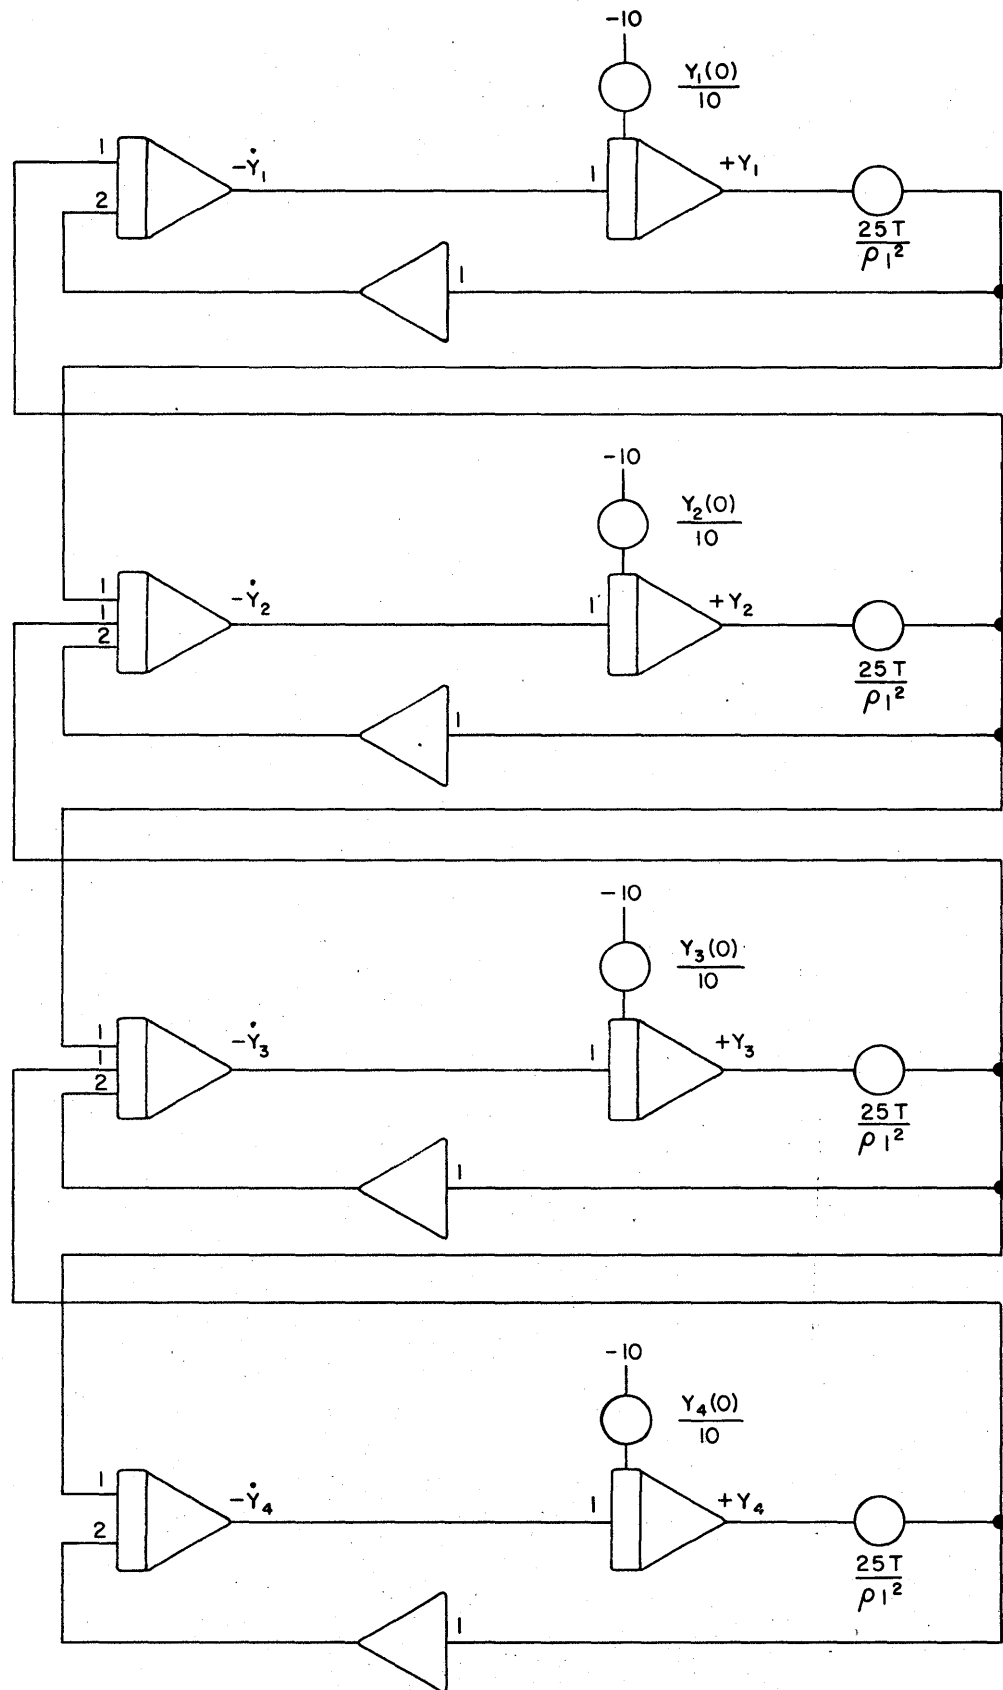 -10
Y₁(0)
10
1
-Ẏ₁
1
+Y₁
2
25T
ρl²
1
-10
Y₂(0)
10
1
-Ẏ₂
1
+Y₂
1
2
25T
ρl²
1
-10
Y₃(0)
10
1
-Ẏ₃
1
+Y₃
1
2
25T
ρl²
1
-10
Y₄(0)
10
1
-Ẏ₄
1
+Y₄
2
25T
ρl²
1